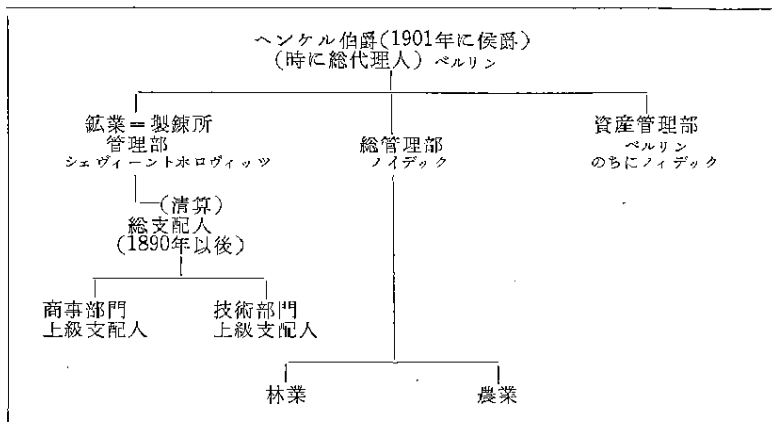 ヘンケル伯爵(1901年に侯爵)
(時に総代理人) ベルリン
鉱業=製錬所
管理部
シェヴィーントホロヴィッツ
総管理部
ノイデック
資産管理部
ベルリン
のちにノィデック
(清算)
総支配人
(1890年以後)
商事部門
上級支配人
技術部門
上級支配人
林業
農業